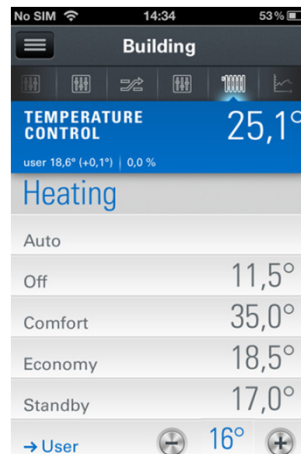 No SIM 14:34 53%
Building
TEMPERATURE
CONTROL 25,1°
user 18,6° (+0,1°) | 0,0 %
Heating
Auto
Off 11,5°
Comfort 35,0°
Economy 18,5°
Standby 17,0°
→ User - 16° +